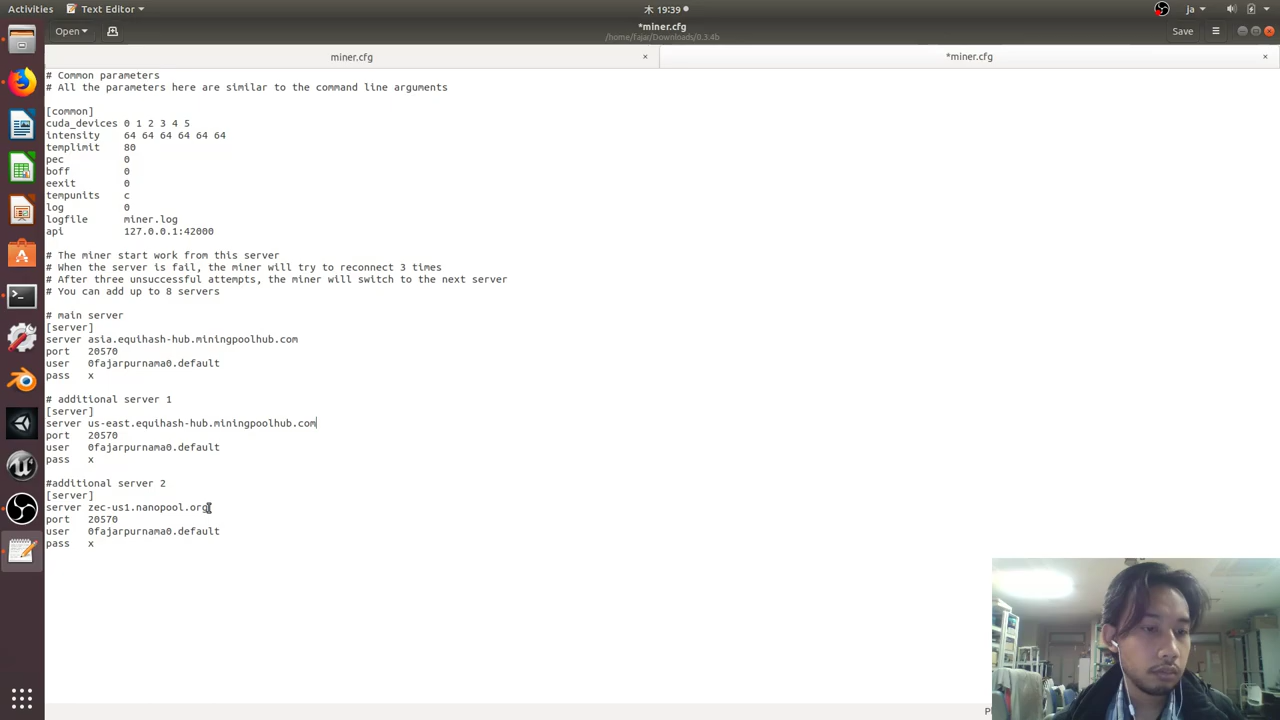 Activities
Text Editor
木 19:39
ja
Open
*miner.cfg
/home/fajar/Downloads/0.3.4b
Save
miner.cfg
*miner.cfg
# Common parameters
# All the parameters here are similar to the command line arguments
[common]
cuda_devices 0 1 2 3 4 5
intensity 64 64 64 64 64 64
templimit 80
pec 0
boff 0
eexit 0
tempunits c
log 0
logfile miner.log
api 127.0.0.1:42000
# The miner start work from this server
# When the server is fail, the miner will try to reconnect 3 times
# After three unsuccessful attempts, the miner will switch to the next server
# You can add up to 8 servers
# main server
[server]
server asia.equihash-hub.miningpoolhub.com
port 20570
user 0fajarpurnama0.default
pass x
# additional server 1
[server]
server us-east.equihash-hub.miningpoolhub.com
port 20570
user 0fajarpurnama0.default
pass x
#additional server 2
[server]
server zec-us1.nanopool.org
port 20570
user 0fajarpurnama0.default
pass x